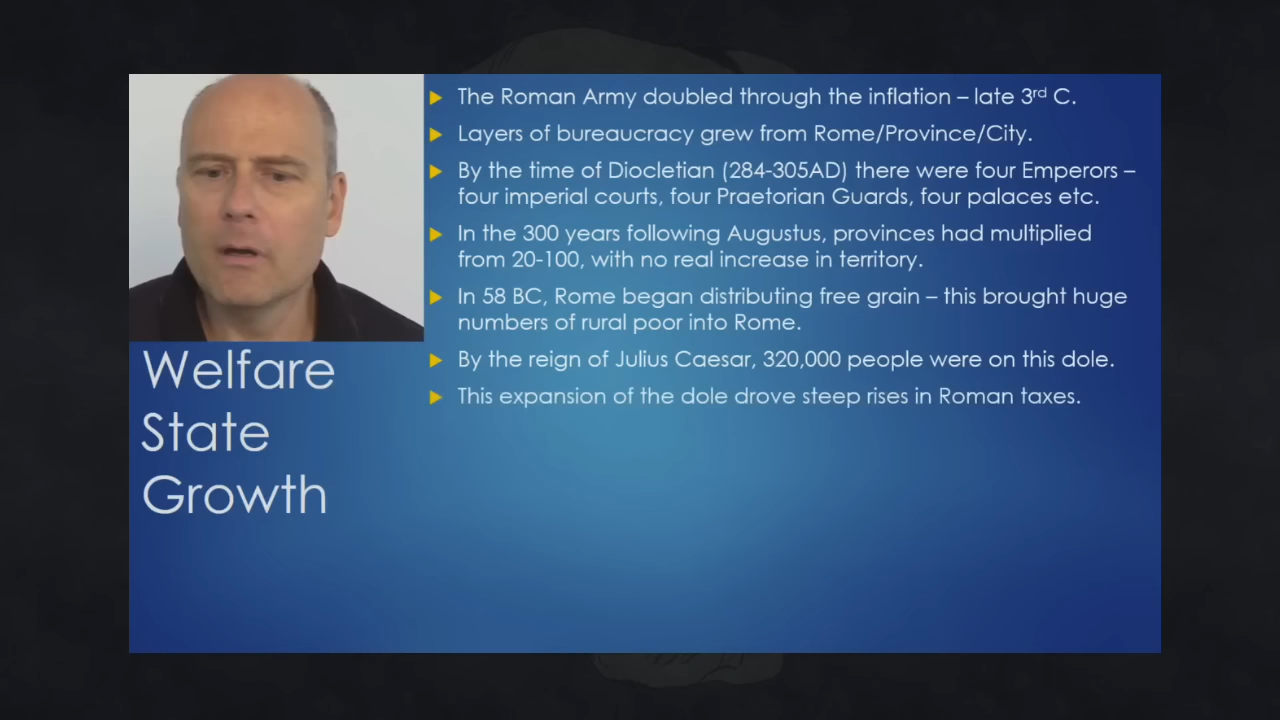 The Roman Army doubled through the inflation – late 3rd C.
Layers of bureaucracy grew from Rome/Province/City.
By the time of Diocletian (284-305AD) there were four Emperors –
four imperial courts, four Praetorian Guards, four palaces etc.
In the 300 years following Augustus, provinces had multiplied
from 20-100, with no real increase in territory.
In 58 BC, Rome began distributing free grain – this brought huge
numbers of rural poor into Rome.
By the reign of Julius Caesar, 320,000 people were on this dole.
This expansion of the dole drove steep rises in Roman taxes.
Welfare
State
Growth